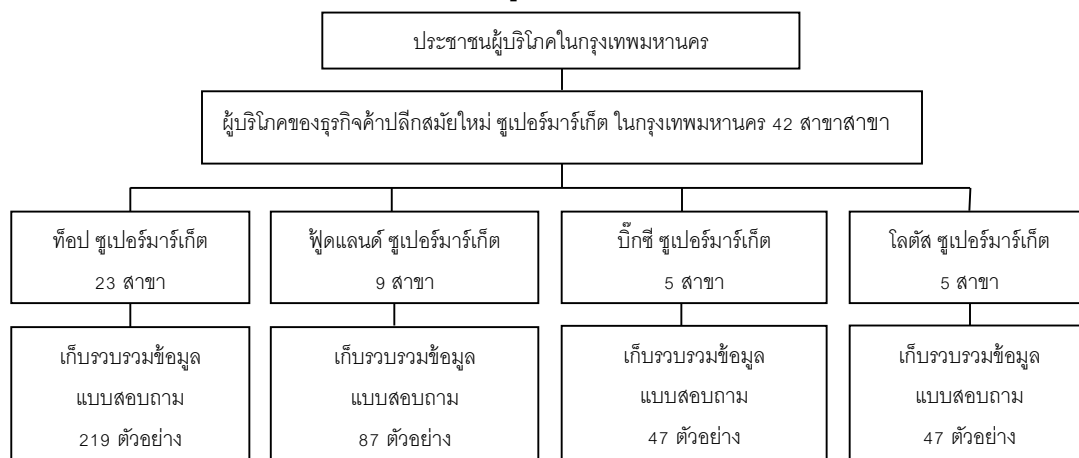 ประชาชนผู้บริโภคในกรุงเทพมหานคร
ผู้บริโภคของธุรกิจค้าปลีกสมัยใหม่ ซูเปอร์มาร์เก็ต ในกรุงเทพมหานคร 42 สาขาสาขา
ท็อป ซูเปอร์มาร์เก็ต
23 สาขา
ฟู้ดแลนด์ ซูเปอร์มาร์เก็ต
9 สาขา
บิ๊กซี ซูเปอร์มาร์เก็ต
5 สาขา
โลตัส ซูเปอร์มาร์เก็ต
5 สาขา
เก็บรวบรวมข้อมูล
แบบสอบถาม
219 ตัวอย่าง
เก็บรวบรวมข้อมูล
แบบสอบถาม
87 ตัวอย่าง
เก็บรวบรวมข้อมูล
แบบสอบถาม
47 ตัวอย่าง
เก็บรวบรวมข้อมูล
แบบสอบถาม
47 ตัวอย่าง